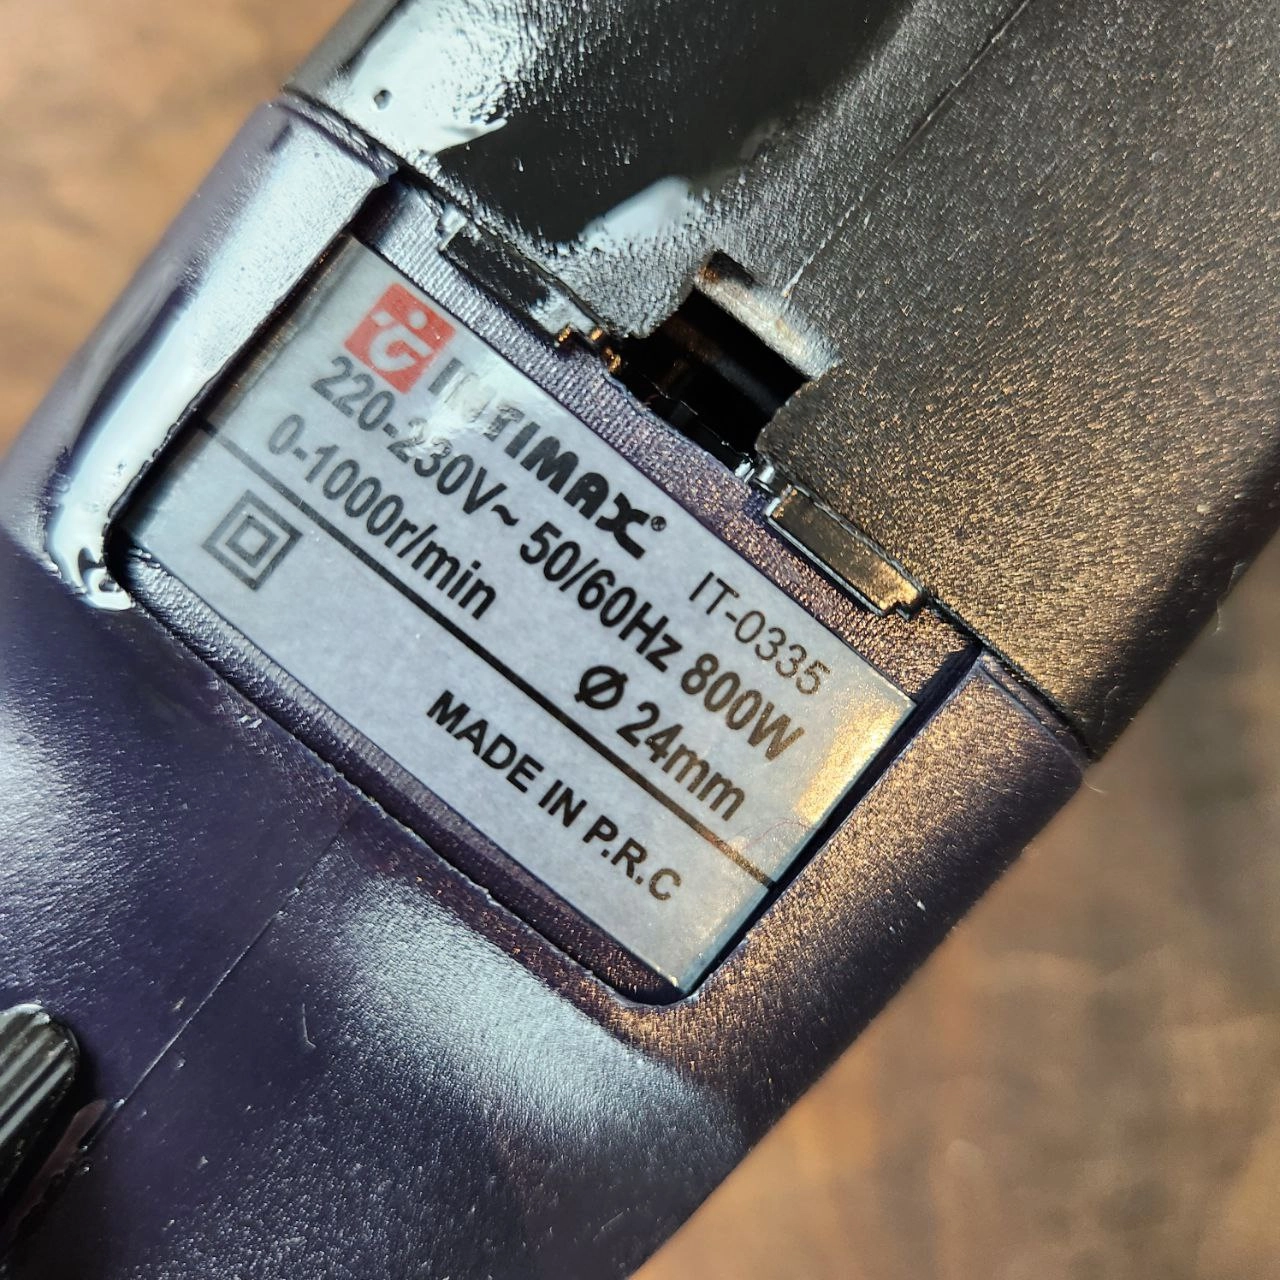 INTIMAX®
IT-0335
220-230V~ 50/60Hz 800W
0-1000r/min Ø 24mm
MADE IN P.R.C